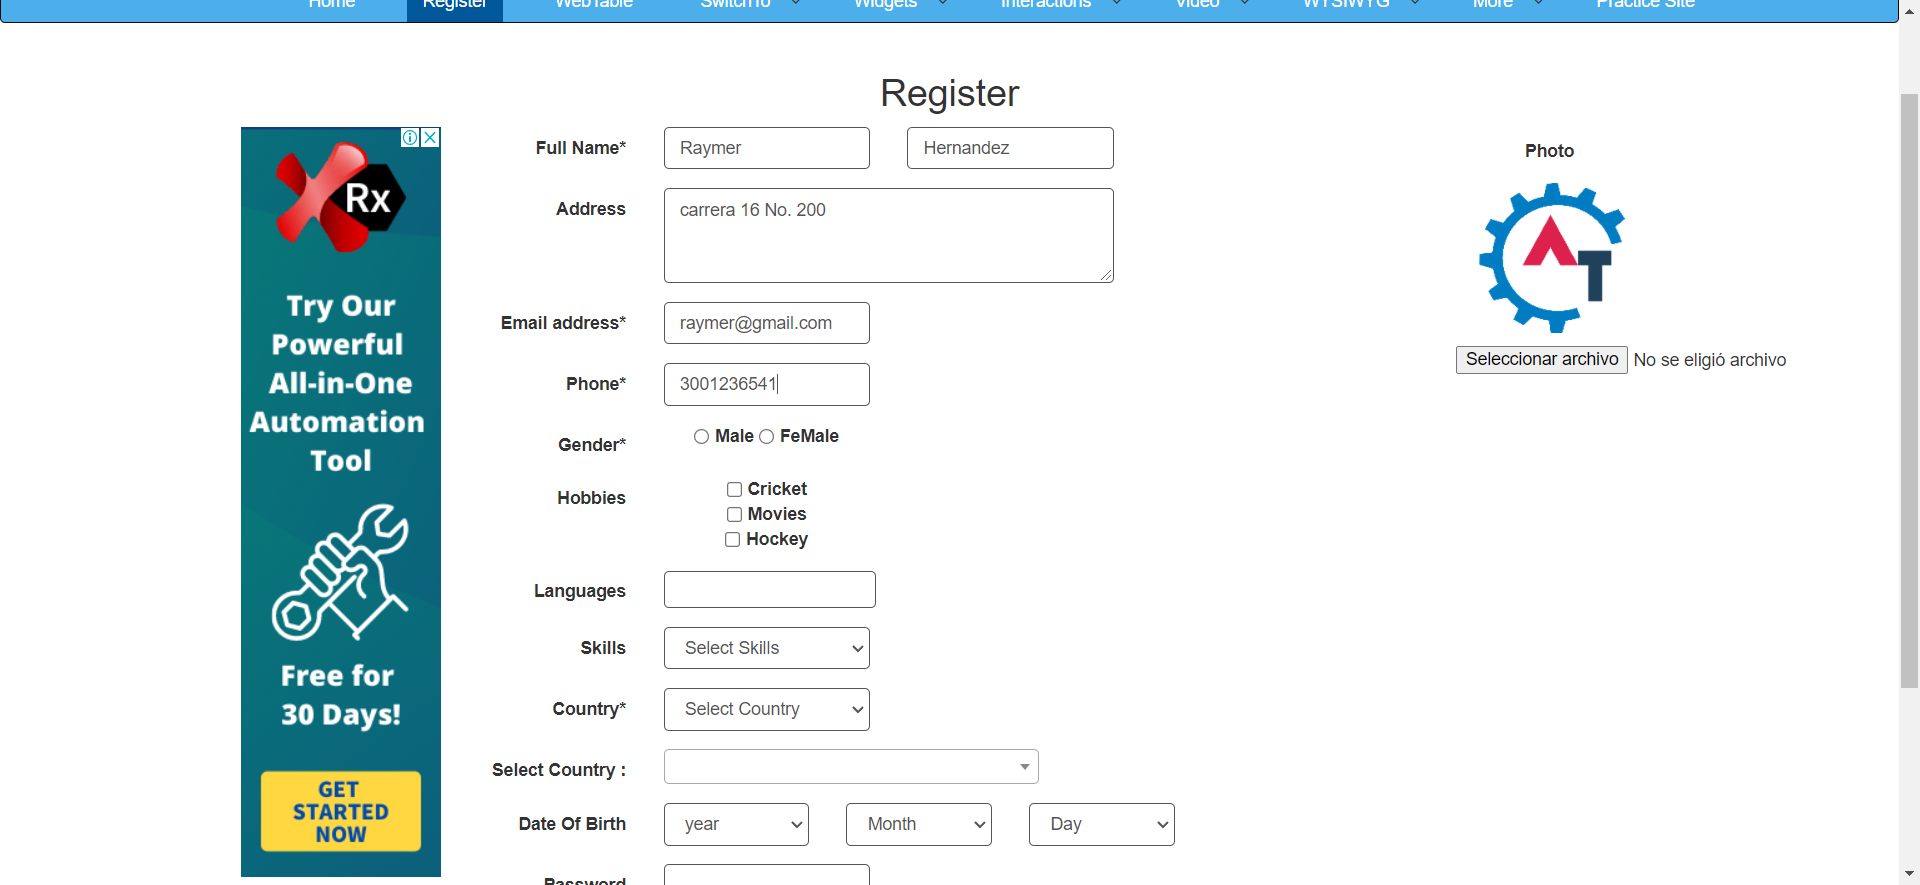 Home Register WebTable SwitchTo Widgets Interactions Video WYSIWYG More Practice Site
Register
Rx
Try Our
Powerful
All-in-One
Automation
Tool
Free for
30 Days!
GET
STARTED
NOW
Full Name* Raymer Hernandez
Address carrera 16 No. 200
Email address* raymer@gmail.com
Phone* 3001236541
Gender* Male FeMale
Hobbies Cricket
Movies
Hockey
Languages
Skills Select Skills
Country* Select Country
Select Country :
Date Of Birth year Month Day
Password
Photo
AT
Seleccionar archivo No se eligió archivo